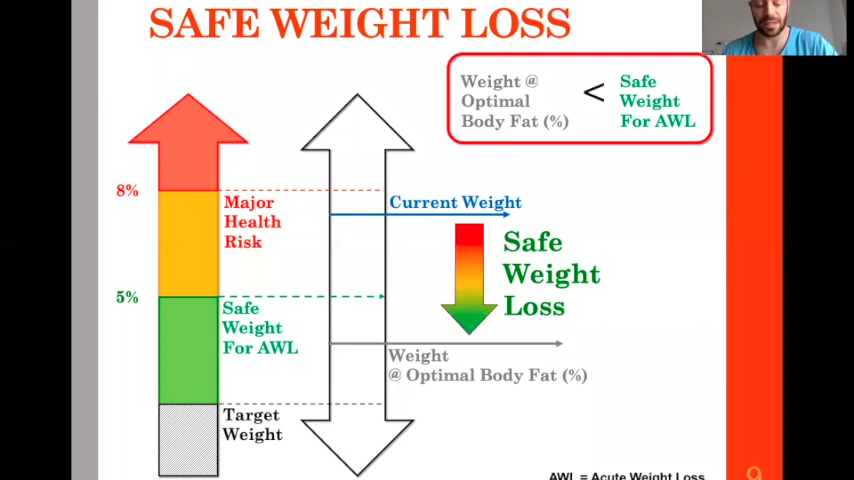 SAFE WEIGHT LOSS
Weight @
Optimal
Body Fat (%)
<
Safe
Weight
For AWL
8%
Major
Health
Risk
Current Weight
Safe
Weight
Loss
5%
Safe
Weight
For AWL
Weight
@ Optimal Body Fat (%)
Target
Weight
AWL = Acute Weight Loss
9